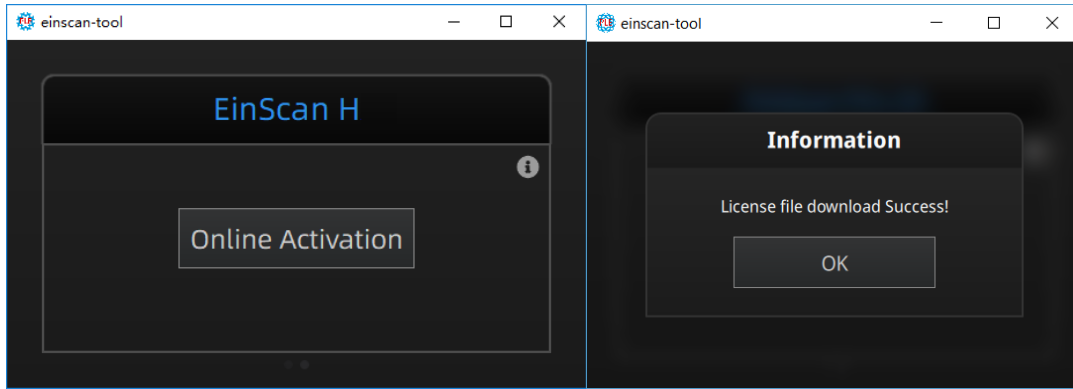 einscan-tool
EinScan H
Online Activation
einscan-tool
Information
License file download Success!
OK